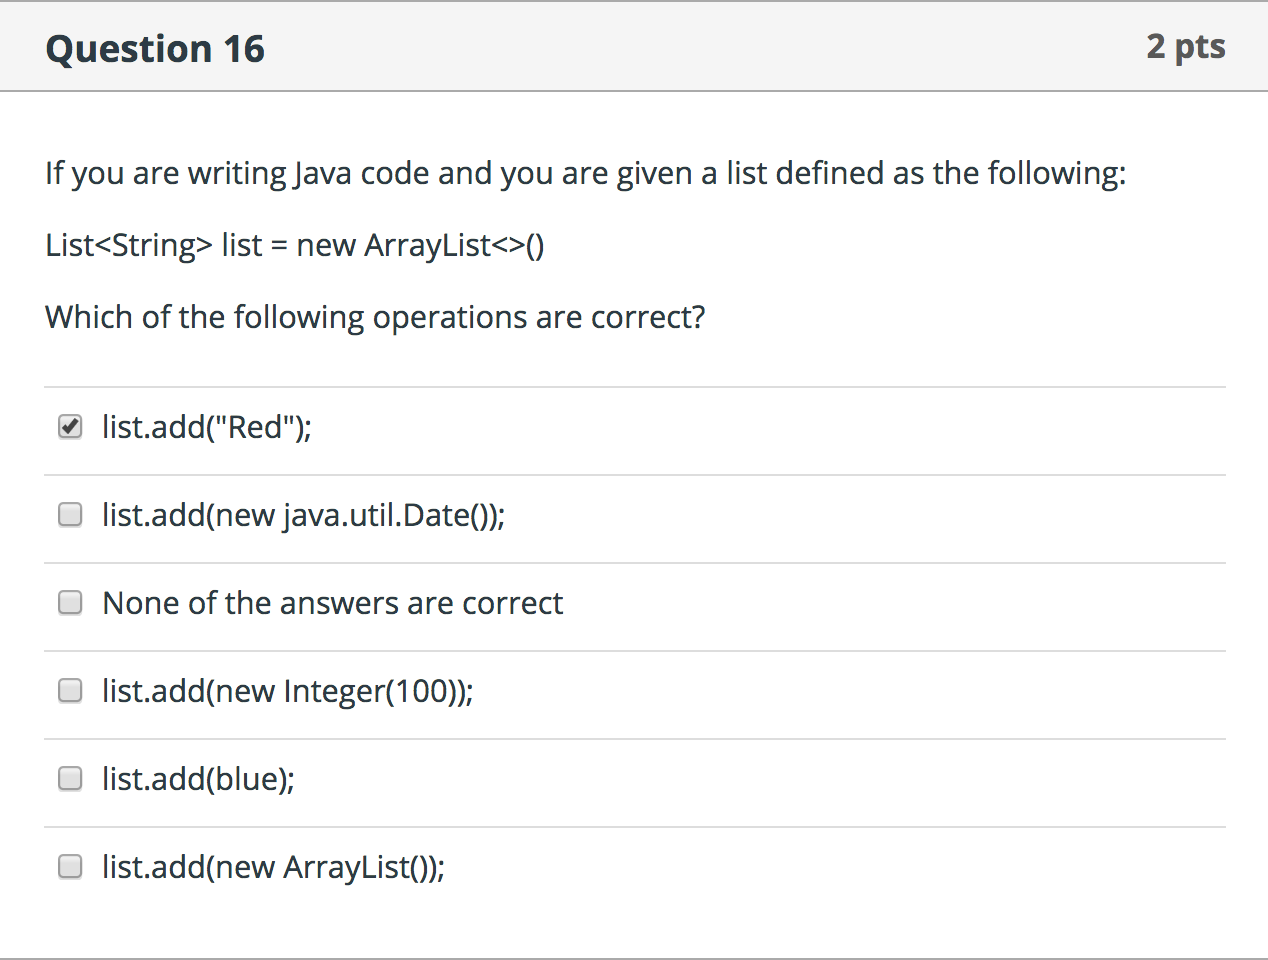 Question 16
2 pts
If you are writing Java code and you are given a list defined as the following:
List<String> list = new ArrayList<>()
Which of the following operations are correct?
list.add("Red");
list.add(new java.util.Date());
None of the answers are correct
list.add(new Integer(100));
list.add(blue);
list.add(new ArrayList());